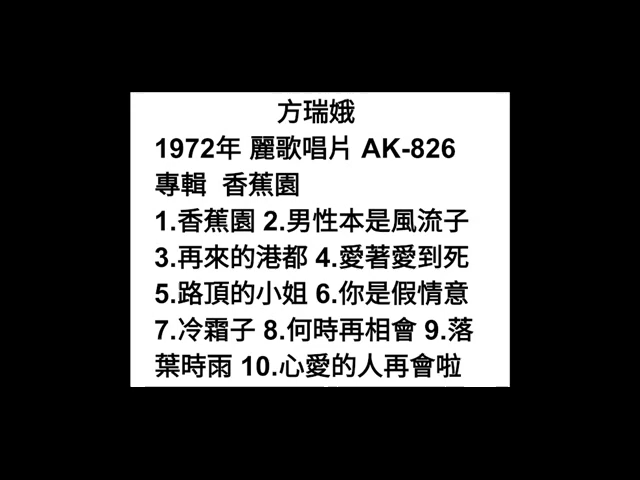 方瑞娥
1972年 麗歌唱片 AK-826
專輯 香蕉園
1.香蕉園 2.男性本是風流子
3.再來的港都 4.愛著愛到死
5.路頂的小姐 6.你是假情意
7.冷霜子 8.何時再相會 9.落
葉時雨 10.心愛的人再會啦